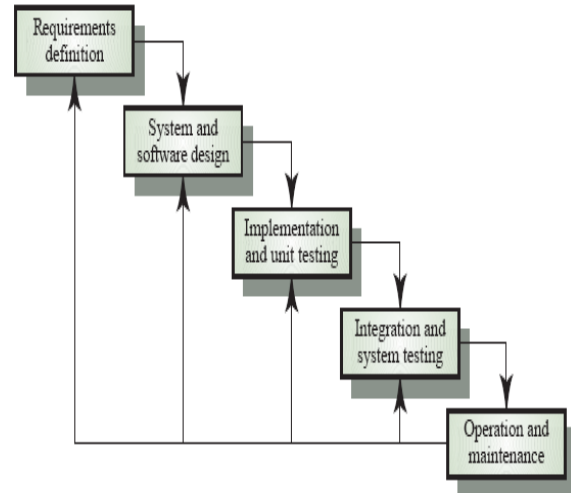 Requirements
definition
System and
software design
Implementation
and unit testing
Integration and
system testing
Operation and
maintenance